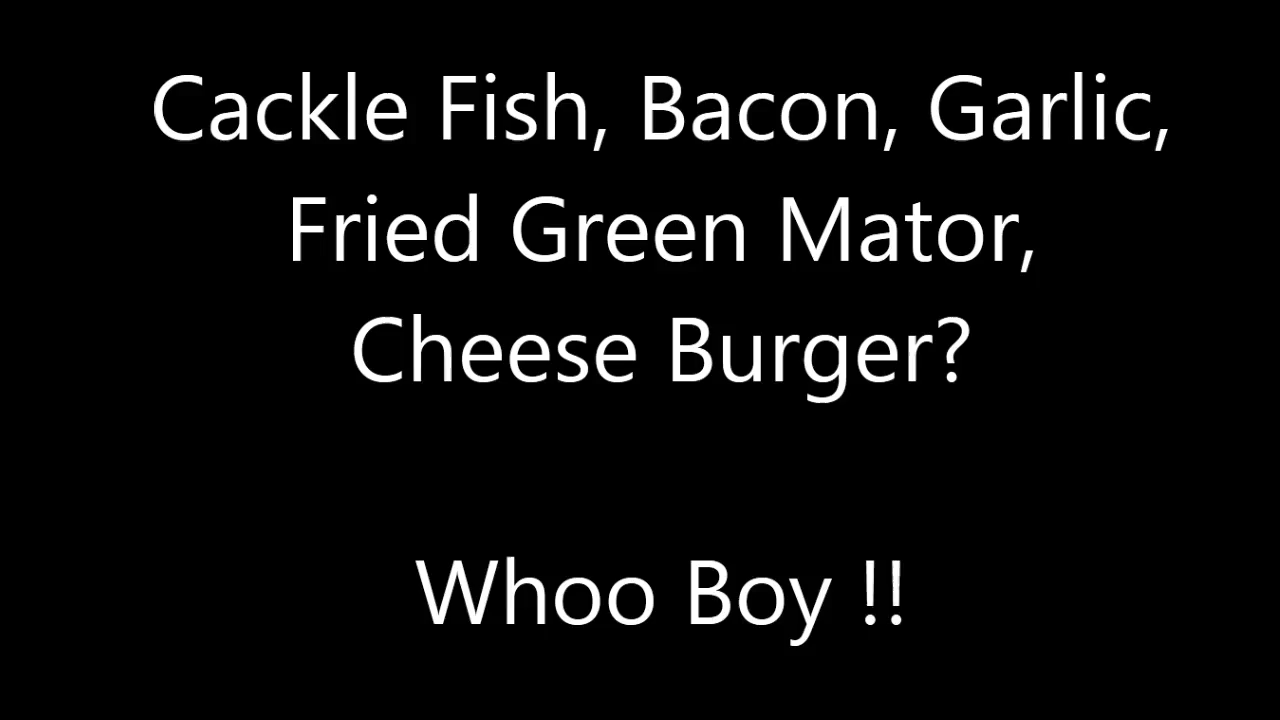 Cackle Fish, Bacon, Garlic,
Fried Green Mator,
Cheese Burger?
Whoo Boy !!